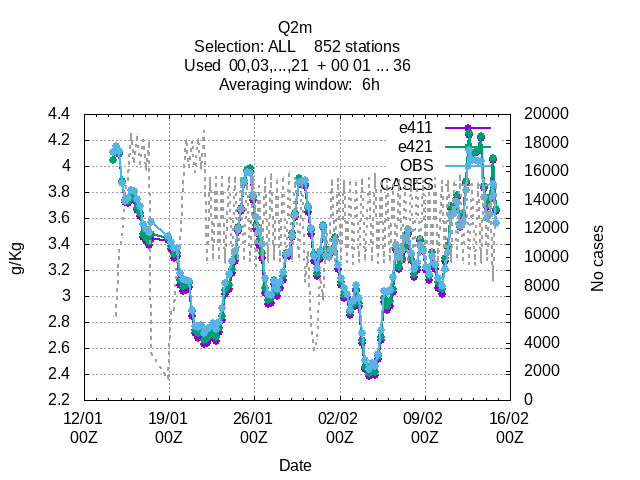 Q2m
Selection: ALL    852 stations
Used  00,03,...,21  + 00 01 ... 36
Averaging window:  6h
4.4
4.2
4
3.8
3.6
3.4
3.2
3
2.8
2.6
2.4
2.2
g/Kg
e411
e421
OBS
CASES
20000
18000
16000
14000
12000
10000
8000
6000
4000
2000
0
No cases
12/01 19/01 26/01 02/02 09/02 16/02
00Z 00Z 00Z 00Z 00Z 00Z
Date